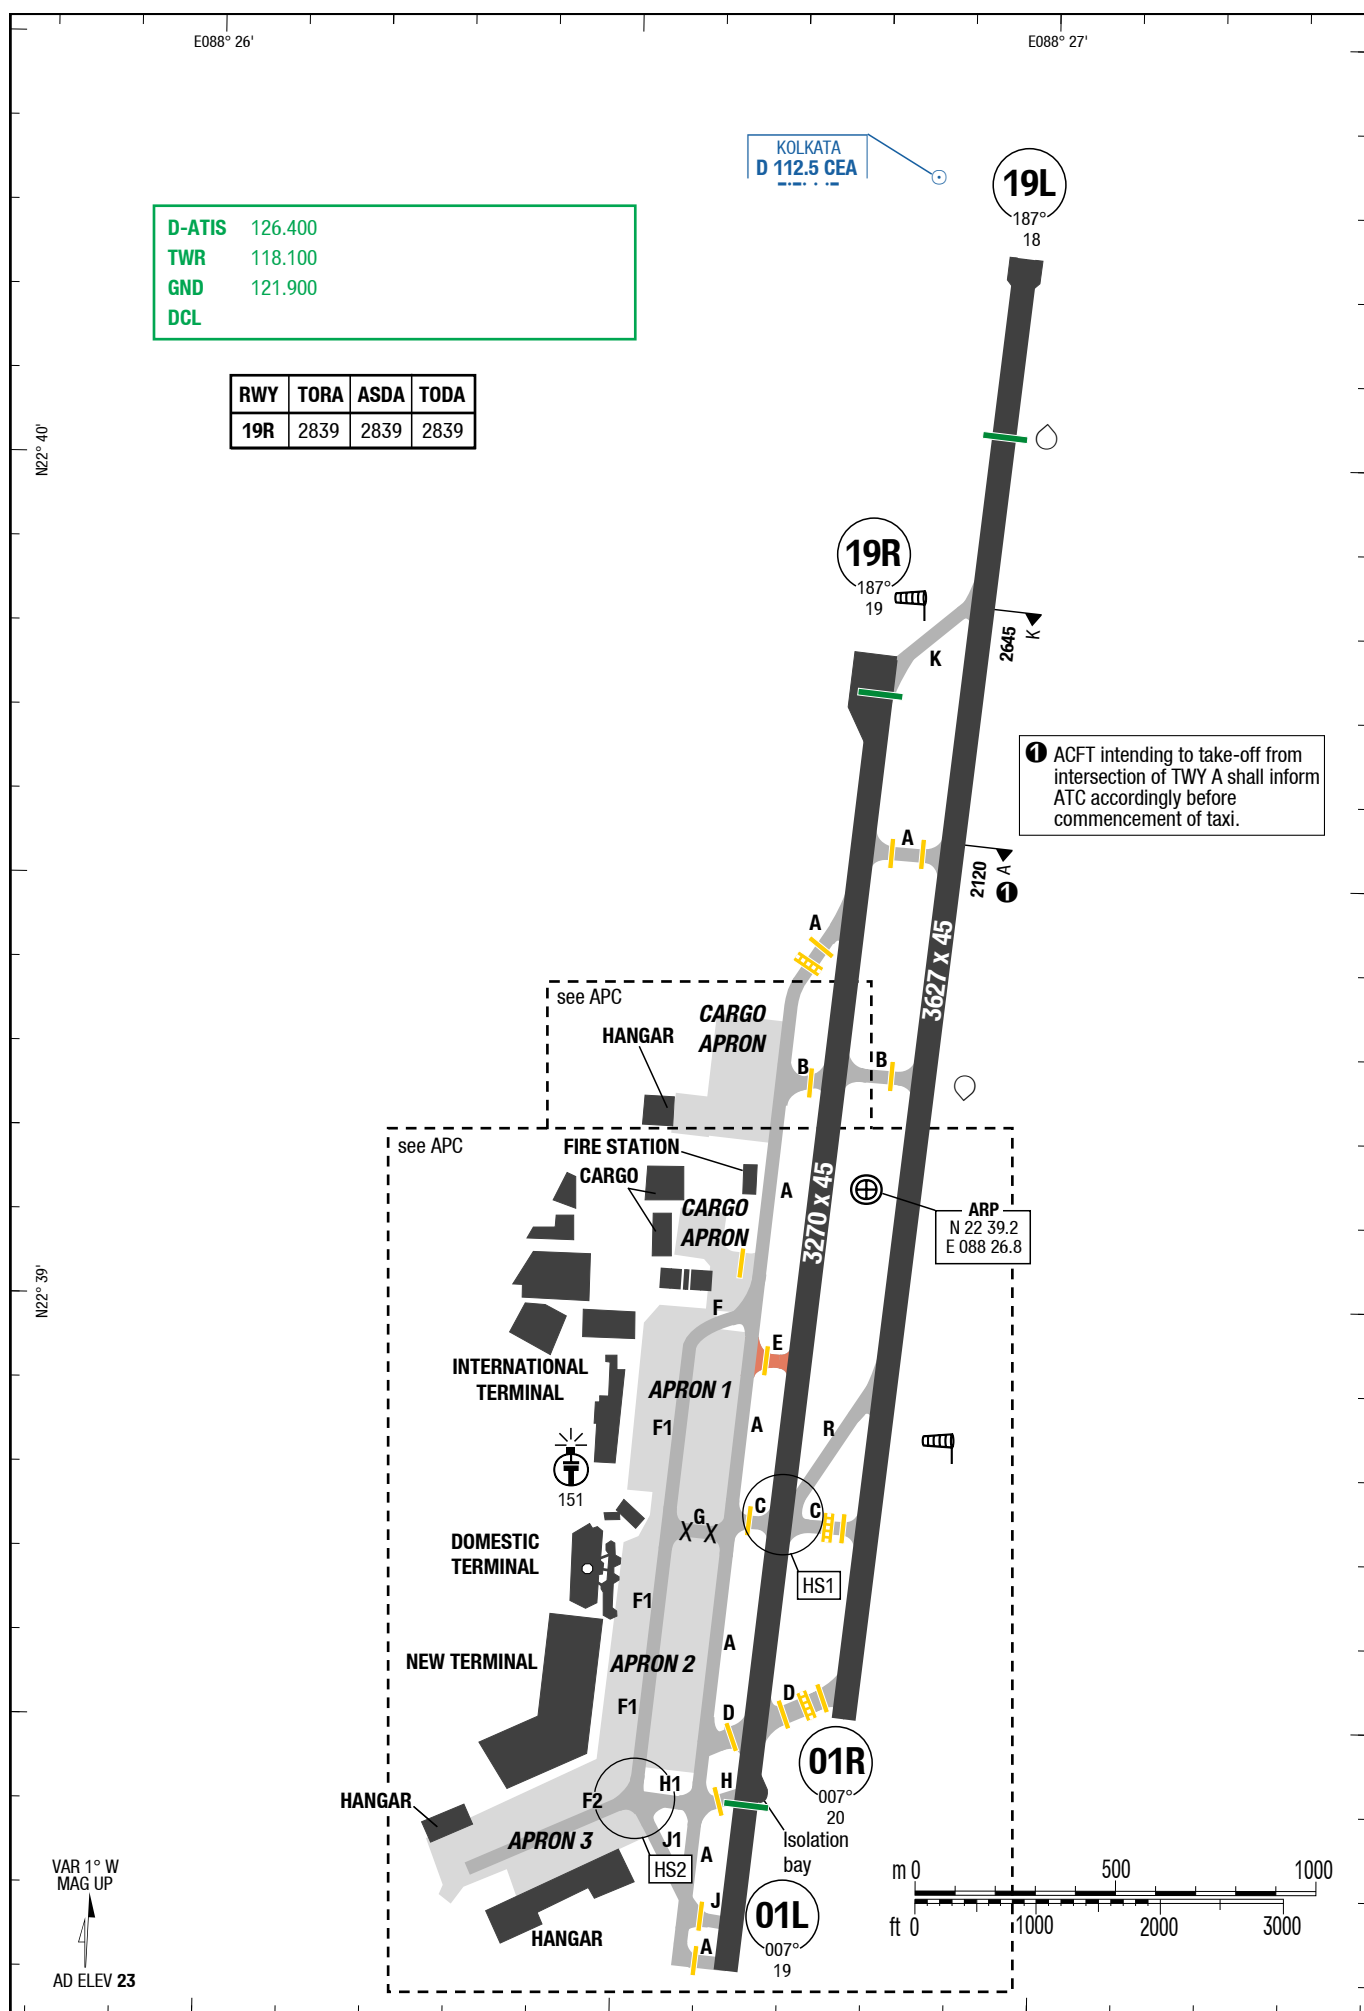 E088° 26'
E088° 27'
KOLKATA
D 112.5 CEA
19L
187°
18
D-ATIS 126.400
TWR 118.100
GND 121.900
DCL
RWY TORA ASDA TODA
19R 2839 2839 2839
N22° 40'
19R
187°
19
K
2645
K
1 ACFT intending to take-off from
intersection of TWY A shall inform
ATC accordingly before
commencement of taxi.
A
2120
A
1
A
3627 x 45
see APC
CARGO
APRON
HANGAR
B
B
see APC
FIRE STATION
CARGO
A
3270 x 45
CARGO
APRON
ARP
N 22 39.2
E 088 26.8
N22° 39'
F
E
INTERNATIONAL
TERMINAL
APRON 1
F1
A
R
151
C
C
G
X X
DOMESTIC
TERMINAL
HS1
F1
A
NEW TERMINAL
APRON 2
F1
D
D
01R
007°
20
H1
H
F2
HANGAR
APRON 3
J1
A
Isolation
bay
HS2
VAR 1° W
MAG UP
m 0 500 1000
ft 0 1000 2000 3000
J
01L
007°
19
HANGAR
A
AD ELEV 23